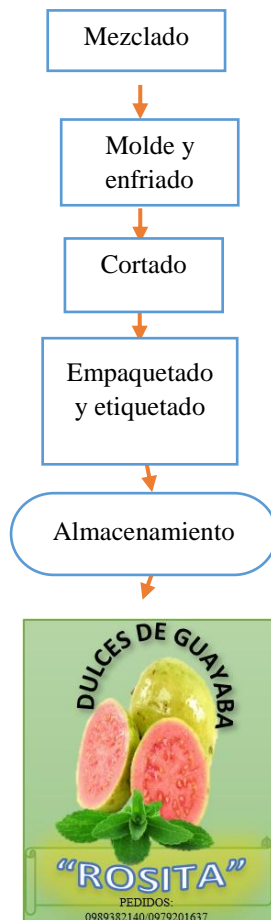 Mezclado
Molde y
enfriado
Cortado
Empaquetado
y etiquetado
Almacenamiento
DULCES DE GUAYABA
“ROSITA”
PEDIDOS:
0989382140/0979201637